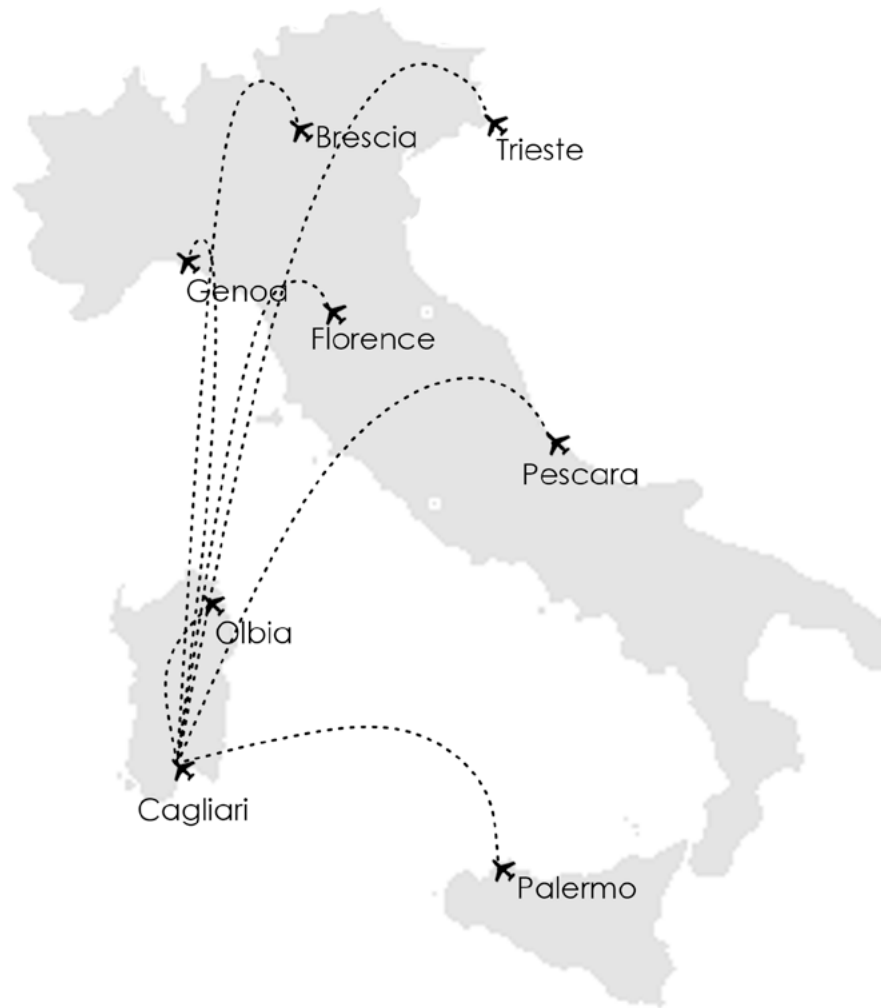 Brescia
Trieste
Genoa
Florence
Pescara
Olbia
Cagliari
Palermo